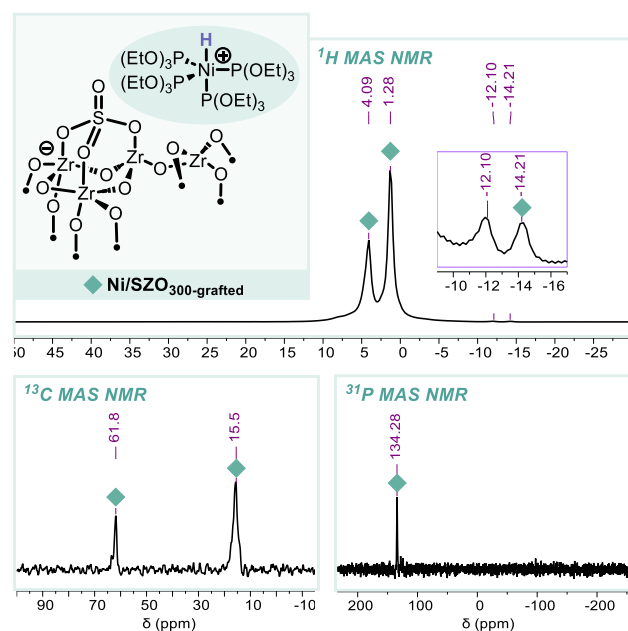 H
(EtO)₃P
⊕
Ni
P(OEt)₃
(EtO)₃P
P(OEt)₃
O
S
O
O
O
⊖
O
Zr
Zr
O
Zr
O
O
O
O
O
Zr
O
O
O
O
O
Ni/SZO300-grafted
¹H MAS NMR
4.09
1.28
-12.10
-14.21
-12.10
-14.21
-10 -12 -14 -16
50 45 40 35 30 25 20 15 10 5 0 -5 -10 -15 -20 -25
¹³C MAS NMR
61.8
15.5
90 70 50 30 10 -10
δ (ppm)
³¹P MAS NMR
134.28
200 100 0 -100 -200
δ (ppm)